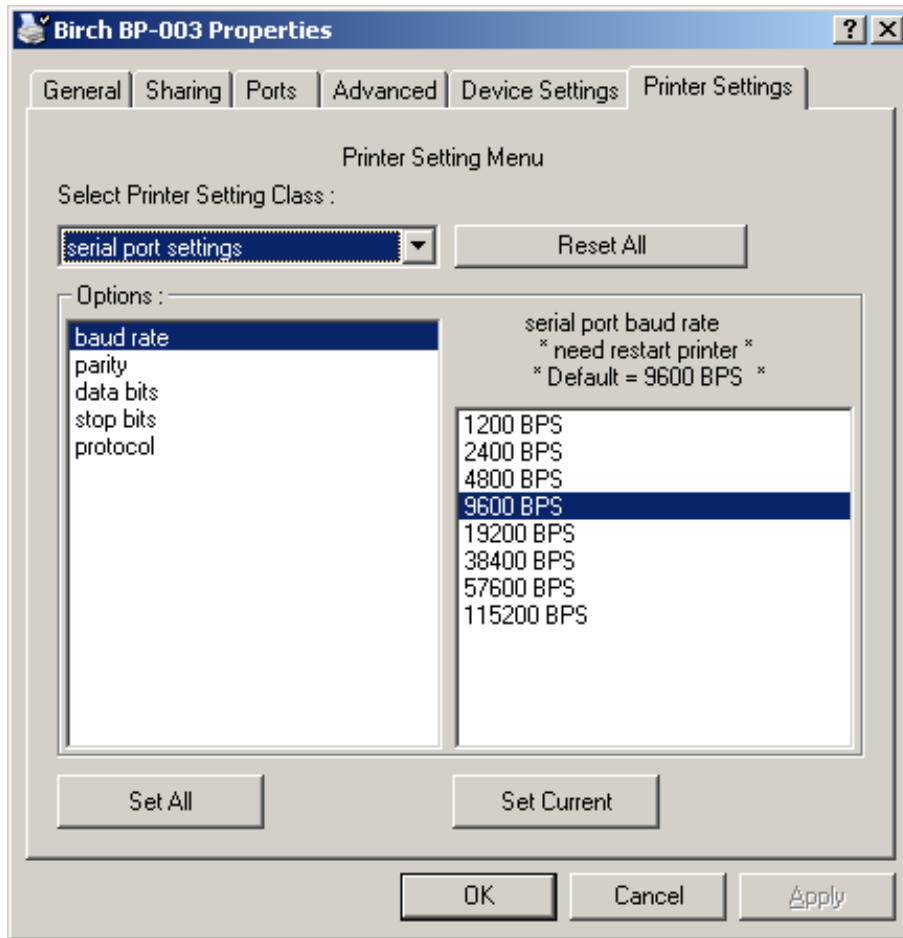 Birch BP-003 Properties
? X
General Sharing Ports Advanced Device Settings Printer Settings
Printer Setting Menu
Select Printer Setting Class :
serial port settings
Reset All
Options :
baud rate
parity
data bits
stop bits
protocol
serial port baud rate
* need restart printer *
* Default = 9600 BPS *
1200 BPS
2400 BPS
4800 BPS
9600 BPS
19200 BPS
38400 BPS
57600 BPS
115200 BPS
Set All
Set Current
OK
Cancel
Apply